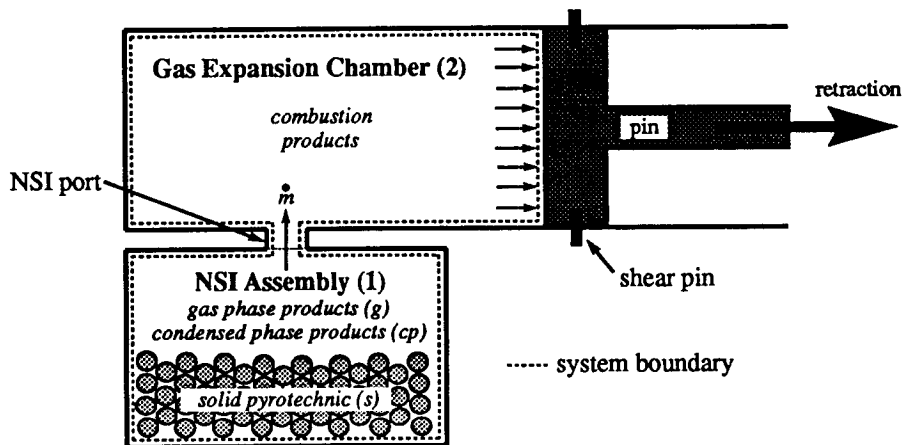 Gas Expansion Chamber (2)
combustion
products
retraction
pin
NSI port
ṁ
shear pin
NSI Assembly (1)
gas phase products (g)
condensed phase products (cp)
system boundary
solid pyrotechnic (s)